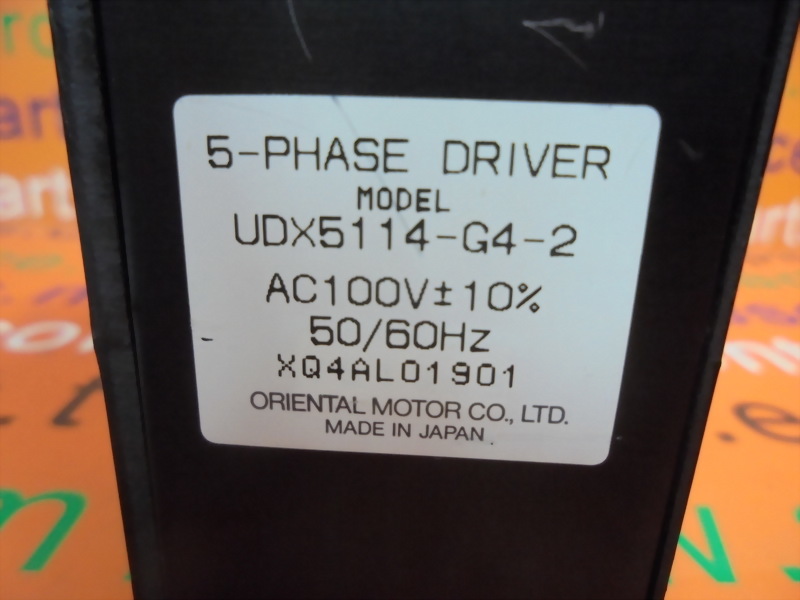 5-PHASE DRIVER
MODEL
UDX5114-G4-2
AC100V±10%
50/60Hz
XQ4AL01901
ORIENTAL MOTOR CO., LTD.
MADE IN JAPAN